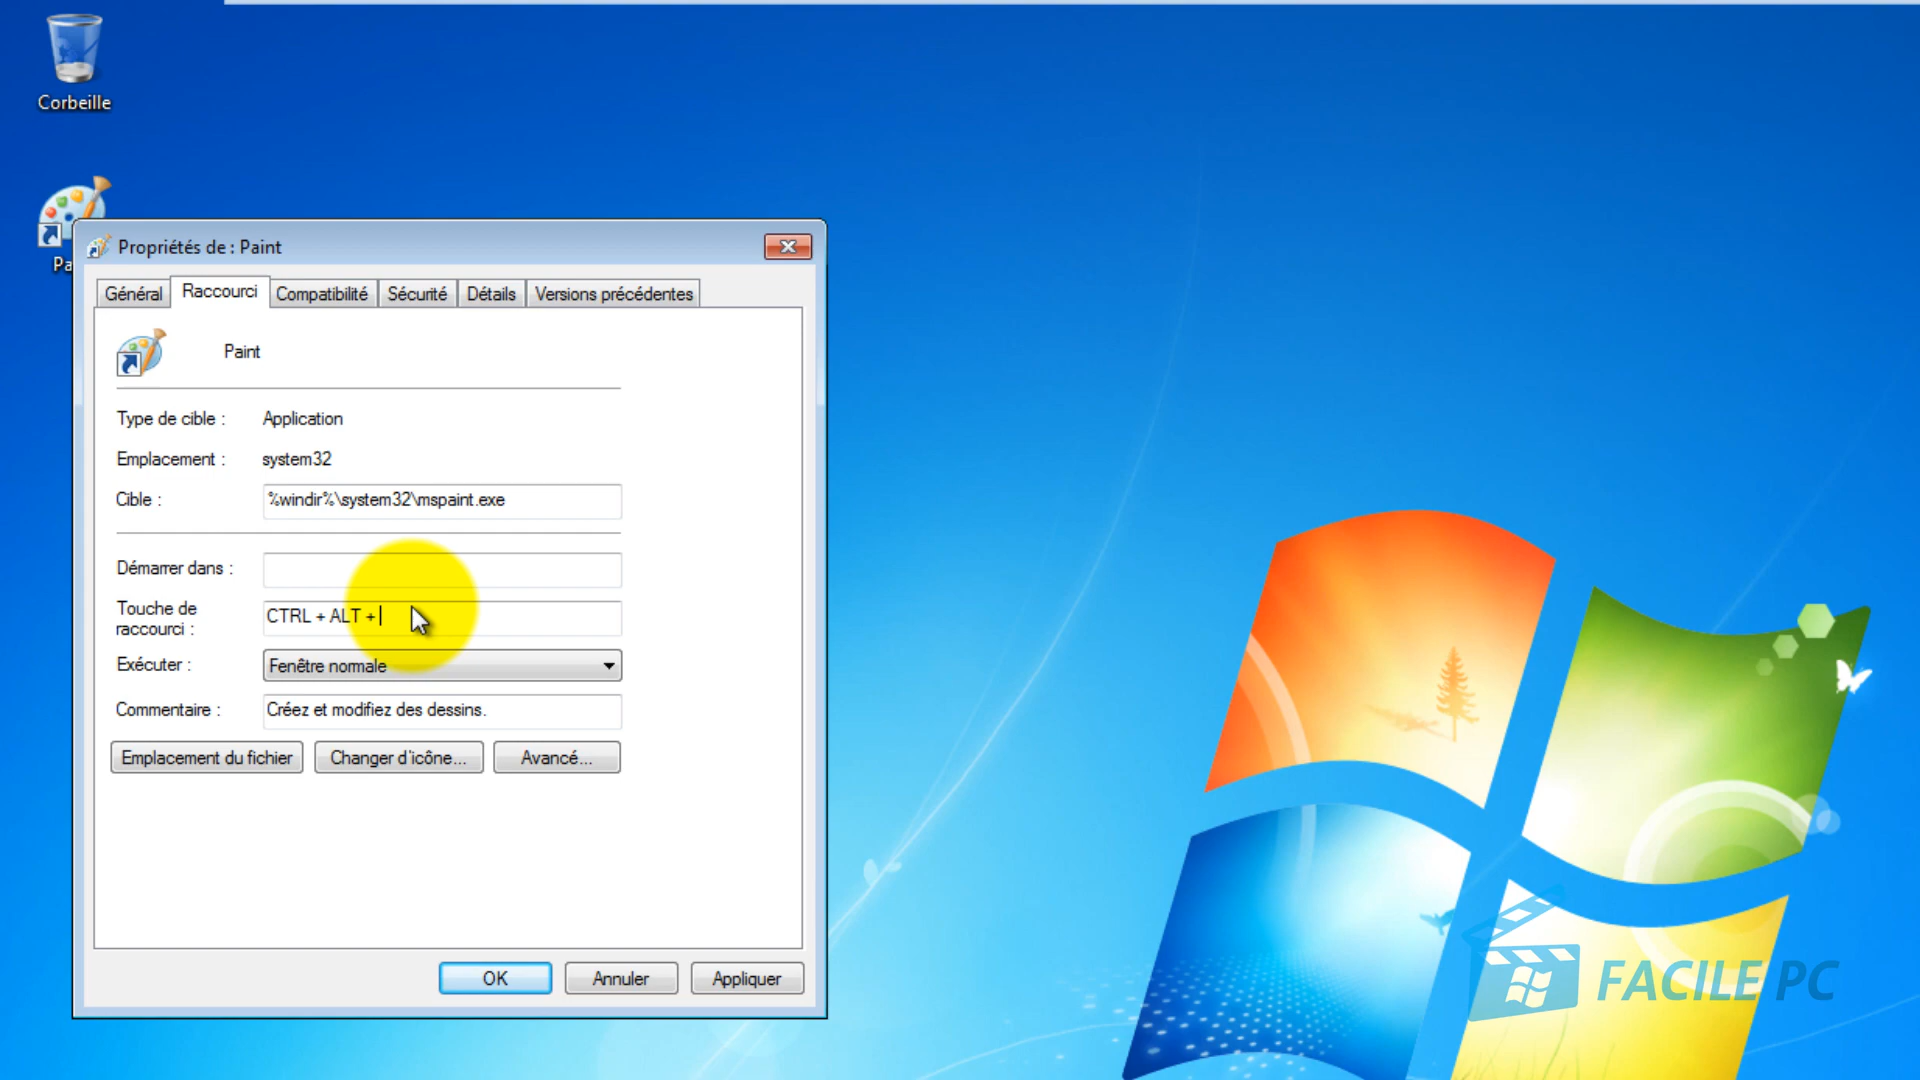 Corbeille
Pa
Propriétés de : Paint
Général
Raccourci
Compatibilité
Sécurité
Détails
Versions précédentes
Paint
Type de cible : Application
Emplacement : system32
Cible : %windir%\system32\mspaint.exe
Démarrer dans :
Touche de
raccourci : CTRL + ALT +
Exécuter : Fenêtre normale
Commentaire : Créez et modifiez des dessins.
Emplacement du fichier
Changer d'icône...
Avancé...
OK
Annuler
Appliquer
FACILE PC